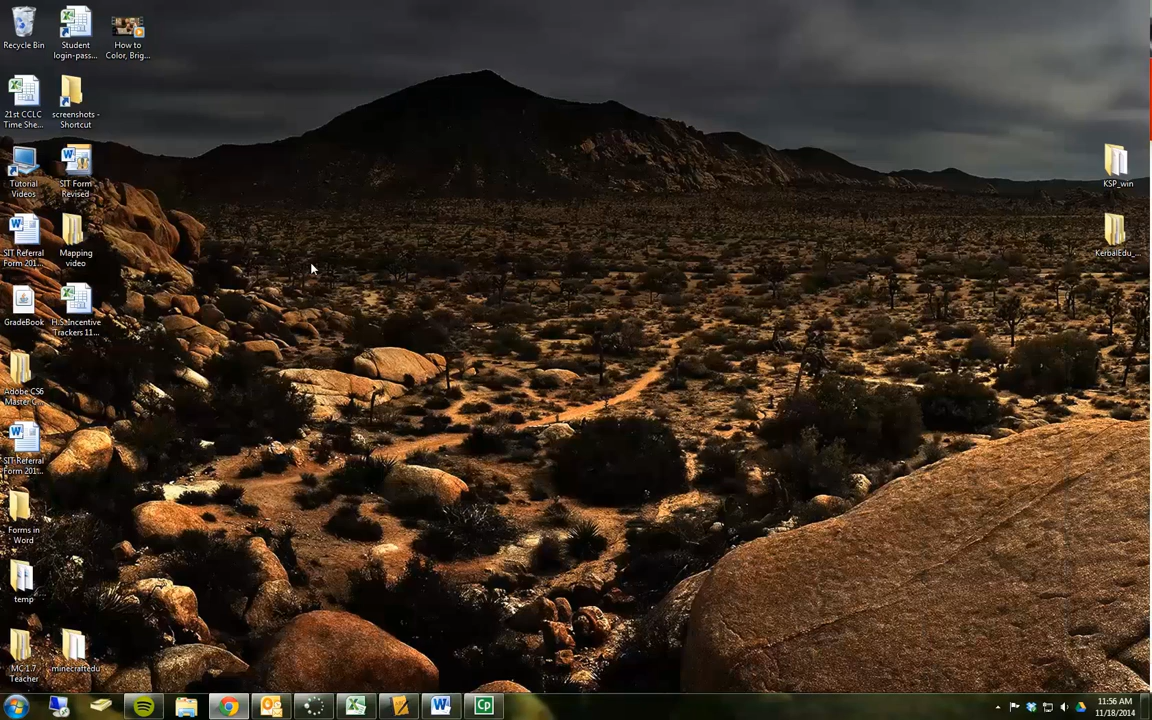 Recycle Bin
Student
login-pass...
How to
Color, Brig...
21st CCLC
Time She...
screenshots -
Shortcut
Tutorial
Videos
SIT Form
Revised
SIT Referral
Form 201...
Mapping
video
GradeBook
H.S.Incentive
Trackers 11...
Adobe CS6
Master C...
SIT Referral
Form 201...
Forms in
Word
temp
MC 1.7
Teacher
minecraftedu
KSP_win
KerbalEdu_...
Cp
11:56 AM
11/18/2014